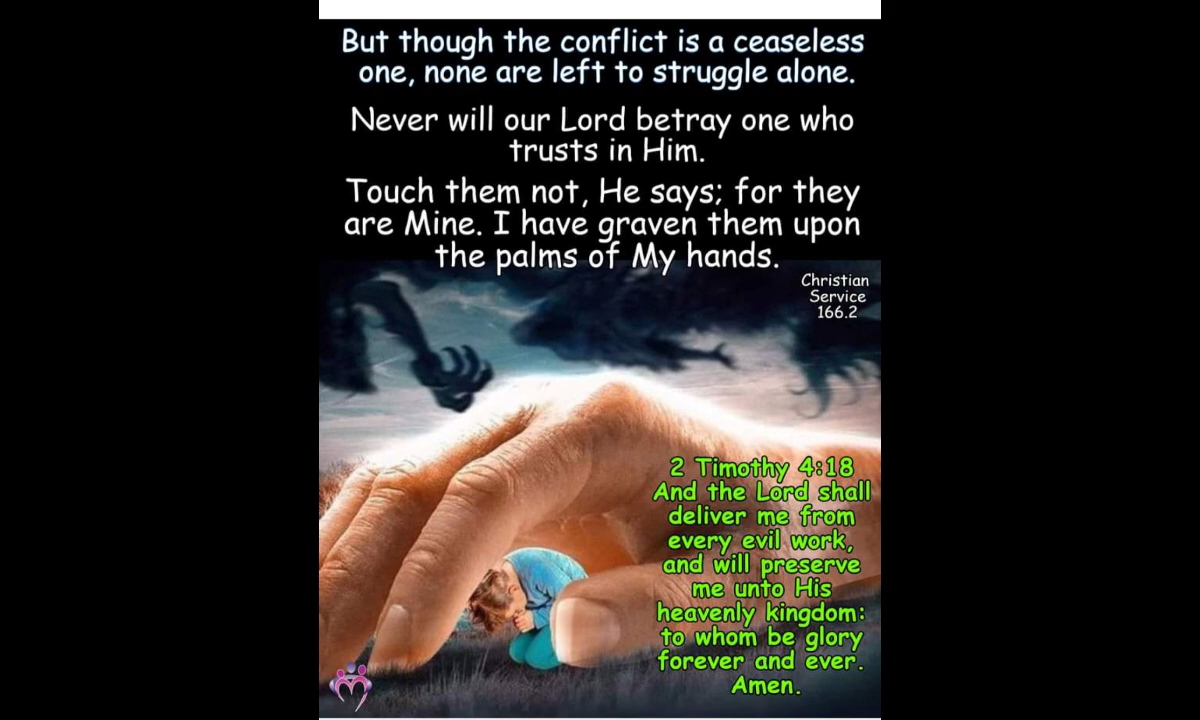 But though the conflict is a ceaseless
one, none are left to struggle alone.
Never will our Lord betray one who
trusts in Him.
Touch them not, He says; for they
are Mine. I have graven them upon
the palms of My hands.
Christian
Service
166.2
2 Timothy 4:18
And the Lord shall
deliver me from
every evil work,
and will preserve
me unto His
heavenly kingdom:
to whom be glory
forever and ever.
Amen.